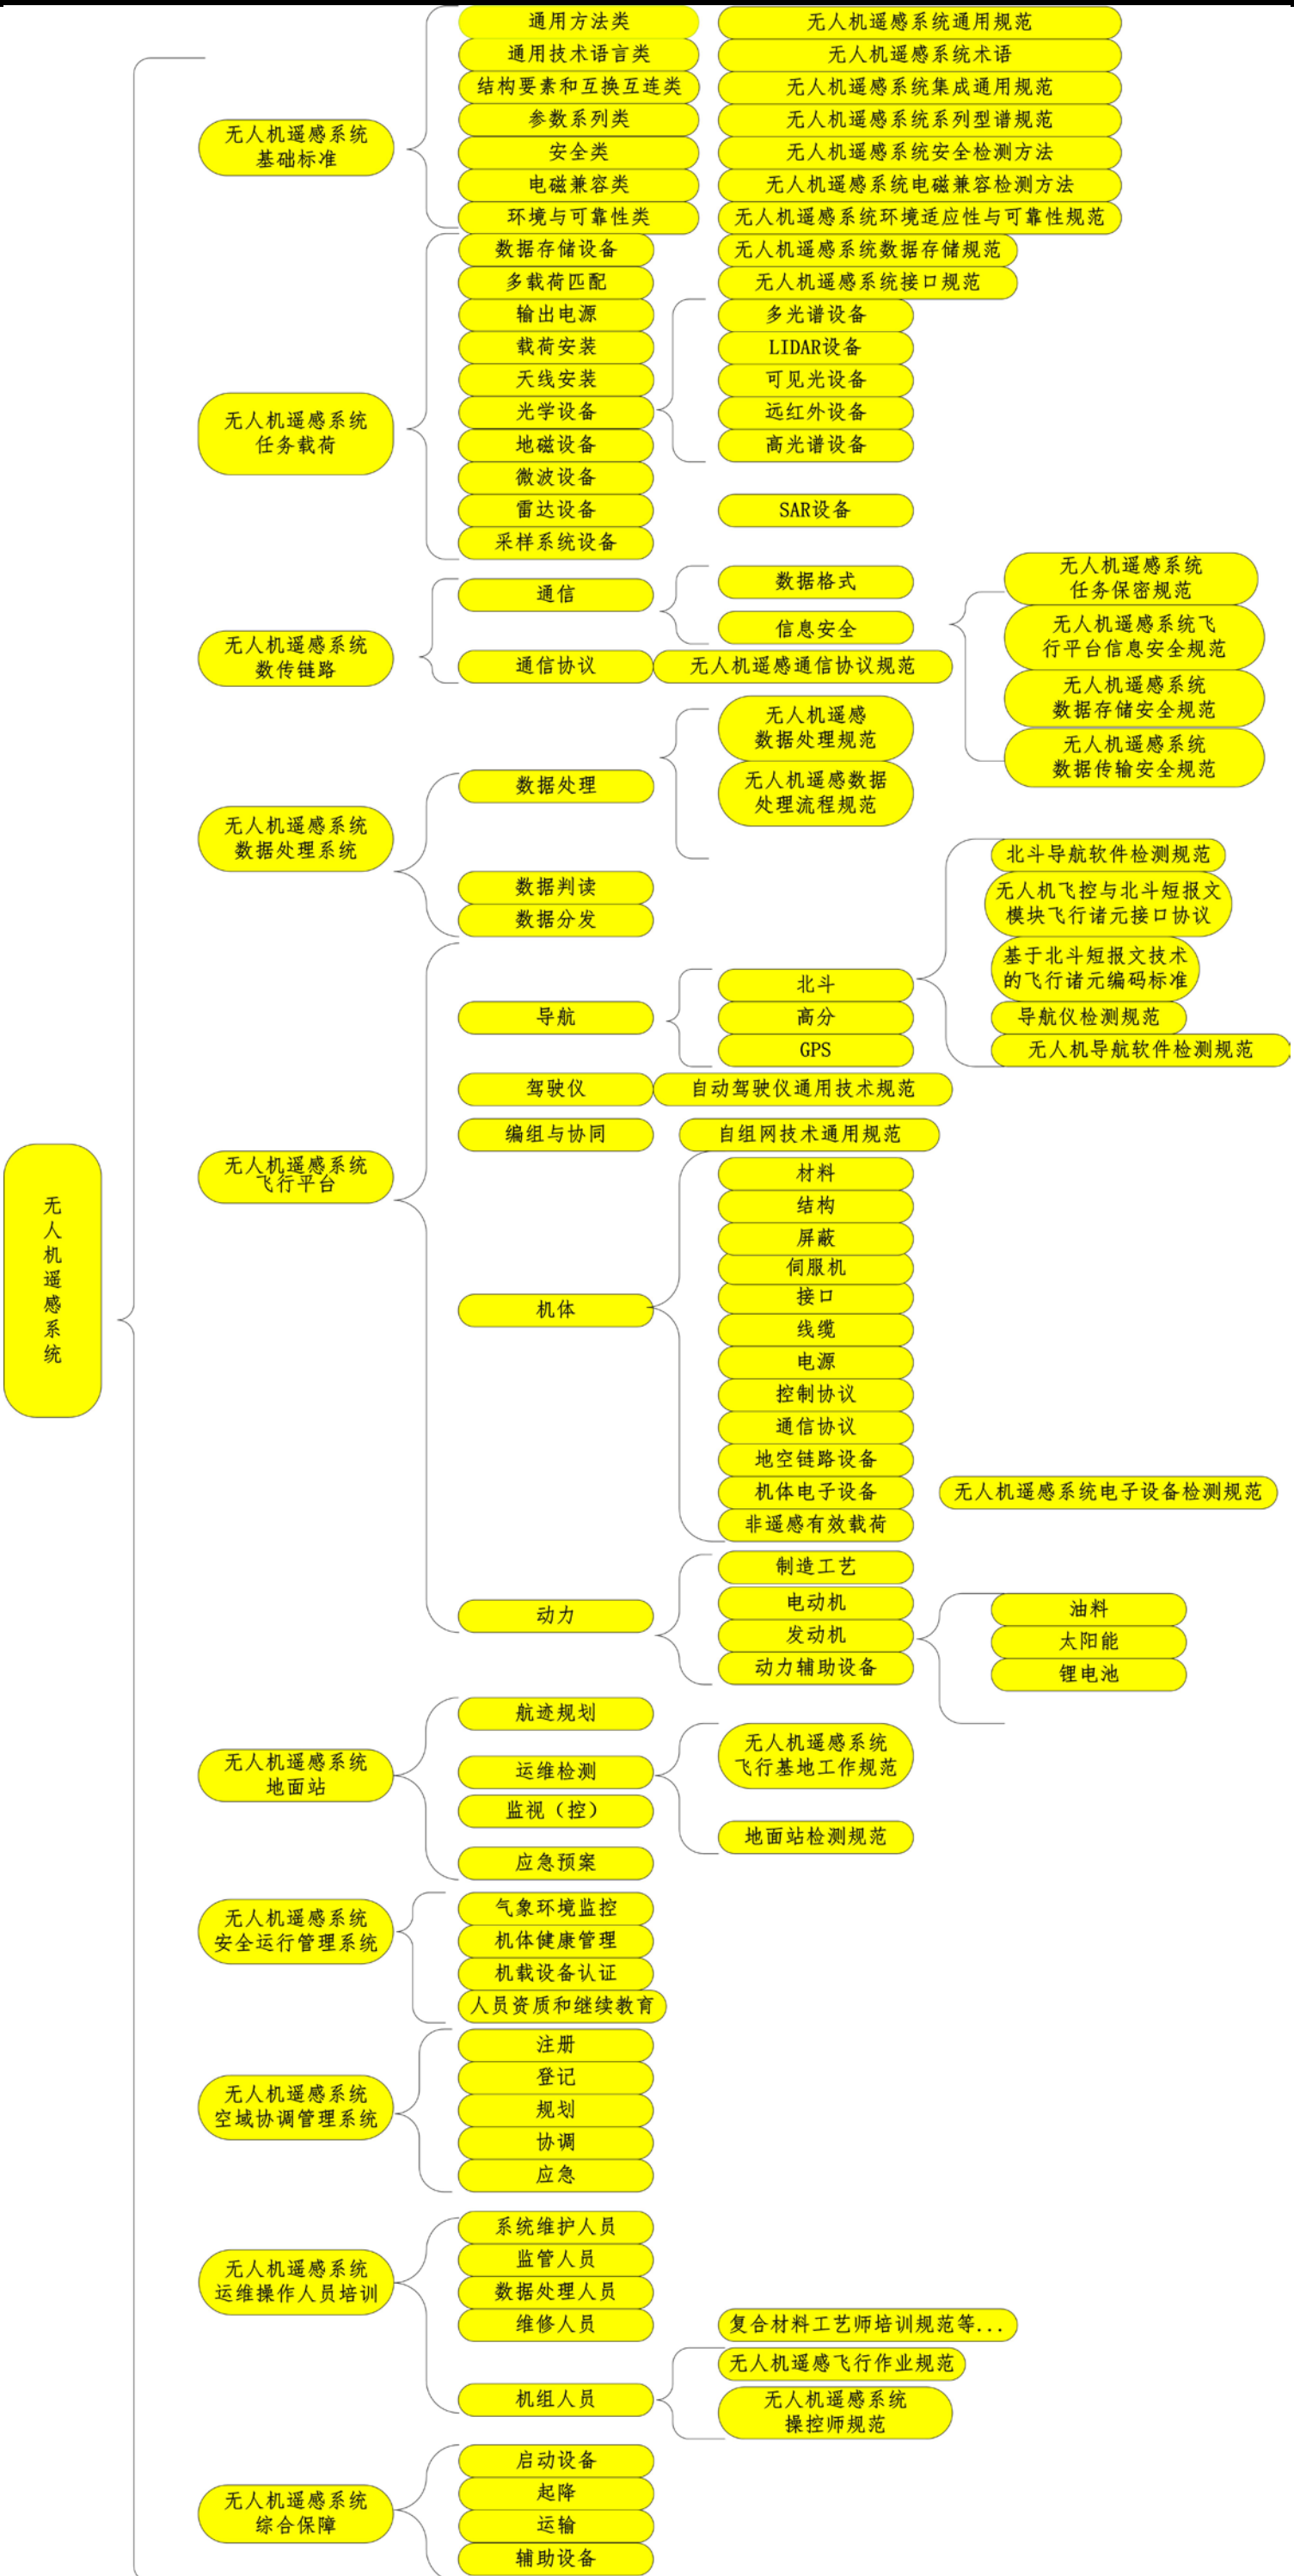 无人机遥感系统
无人机遥感系统
基础标准
通用方法类
无人机遥感系统通用规范
通用技术语言类
无人机遥感系统术语
结构要素和互换互连类
无人机遥感系统集成通用规范
参数系列类
无人机遥感系统系列型谱规范
安全类
无人机遥感系统安全检测方法
电磁兼容类
无人机遥感系统电磁兼容检测方法
环境与可靠性类
无人机遥感系统环境适应性与可靠性规范
无人机遥感系统
任务载荷
数据存储设备
无人机遥感系统数据存储规范
多载荷匹配
无人机遥感系统接口规范
输出电源
载荷安装
天线安装
光学设备
多光谱设备
LIDAR设备
可见光设备
远红外设备
高光谱设备
地磁设备
微波设备
雷达设备
SAR设备
采样系统设备
无人机遥感系统
数传链路
通信
数据格式
信息安全
无人机遥感系统
任务保密规范
无人机遥感系统飞
行平台信息安全规范
无人机遥感系统
数据存储安全规范
无人机遥感系统
数据传输安全规范
通信协议
无人机遥感通信协议规范
无人机遥感系统
数据处理系统
数据处理
无人机遥感
数据处理规范
无人机遥感数据
处理流程规范
数据判读
数据分发
无人机遥感系统
飞行平台
导航
北斗
北斗导航软件检测规范
无人机飞控与北斗短报文
模块飞行诸元接口协议
基于北斗短报文技术
的飞行诸元编码标准
导航仪检测规范
无人机导航软件检测规范
高分
GPS
驾驶仪
自动驾驶仪通用技术规范
编组与协同
自组网技术通用规范
机体
材料
结构
屏蔽
伺服机
接口
线缆
电源
控制协议
通信协议
地空链路设备
机体电子设备
无人机遥感系统电子设备检测规范
非遥感有效载荷
动力
制造工艺
电动机
发动机
油料
太阳能
锂电池
动力辅助设备
无人机遥感系统
地面站
航迹规划
运维检测
无人机遥感系统
飞行基地工作规范
地面站检测规范
监视（控）
应急预案
无人机遥感系统
安全运行管理系统
气象环境监控
机体健康管理
机载设备认证
人员资质和继续教育
无人机遥感系统
空域协调管理系统
注册
登记
规划
协调
应急
无人机遥感系统
运维操作人员培训
系统维护人员
监管人员
数据处理人员
维修人员
复合材料工艺师培训规范等...
机组人员
无人机遥感飞行作业规范
无人机遥感系统
操控师规范
无人机遥感系统
综合保障
启动设备
起降
运输
辅助设备